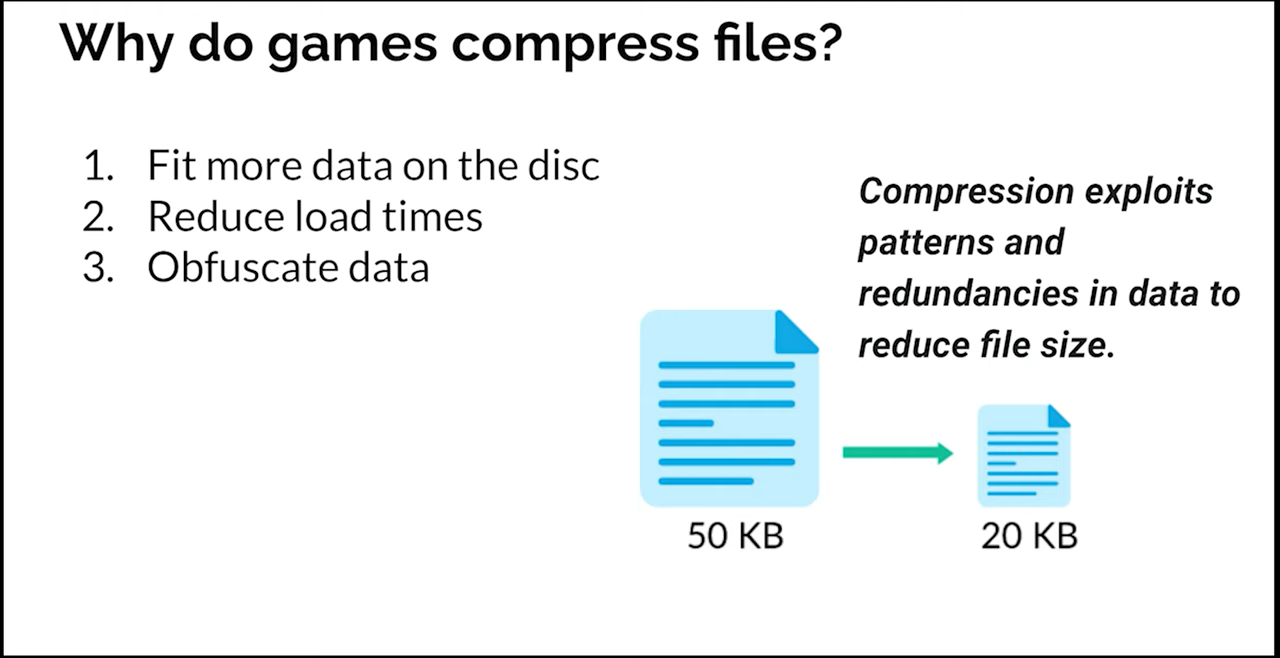 Why do games compress files?
1. Fit more data on the disc
2. Reduce load times
3. Obfuscate data
Compression exploits
patterns and
redundancies in data to
reduce file size.
50 KB
20 KB